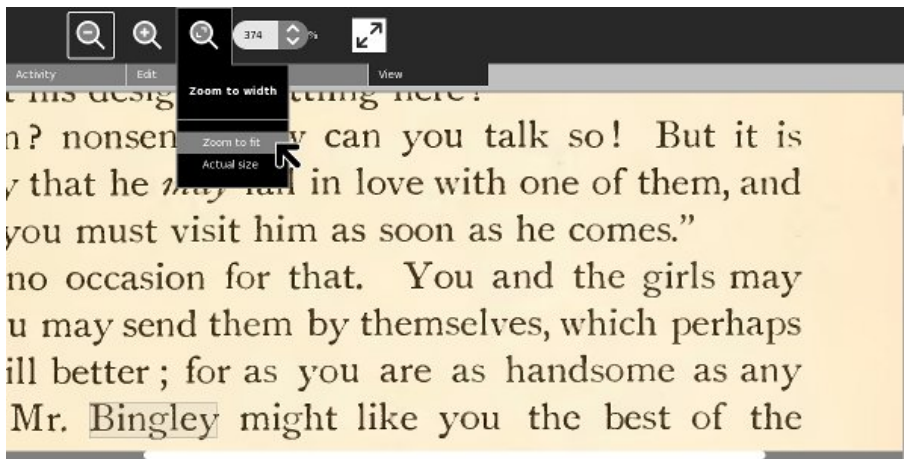 374 %
Activity Edit View
Zoom to width
Zoom to fit
Actual size
his here?
? can you talk so! But it is
that he in love with one of them, and
you must visit him as soon as he comes.”
no occasion for that. You and the girls may
may send them by themselves, which perhaps
better; for as you are as handsome as any
Mr. Bingley might like you the best of the